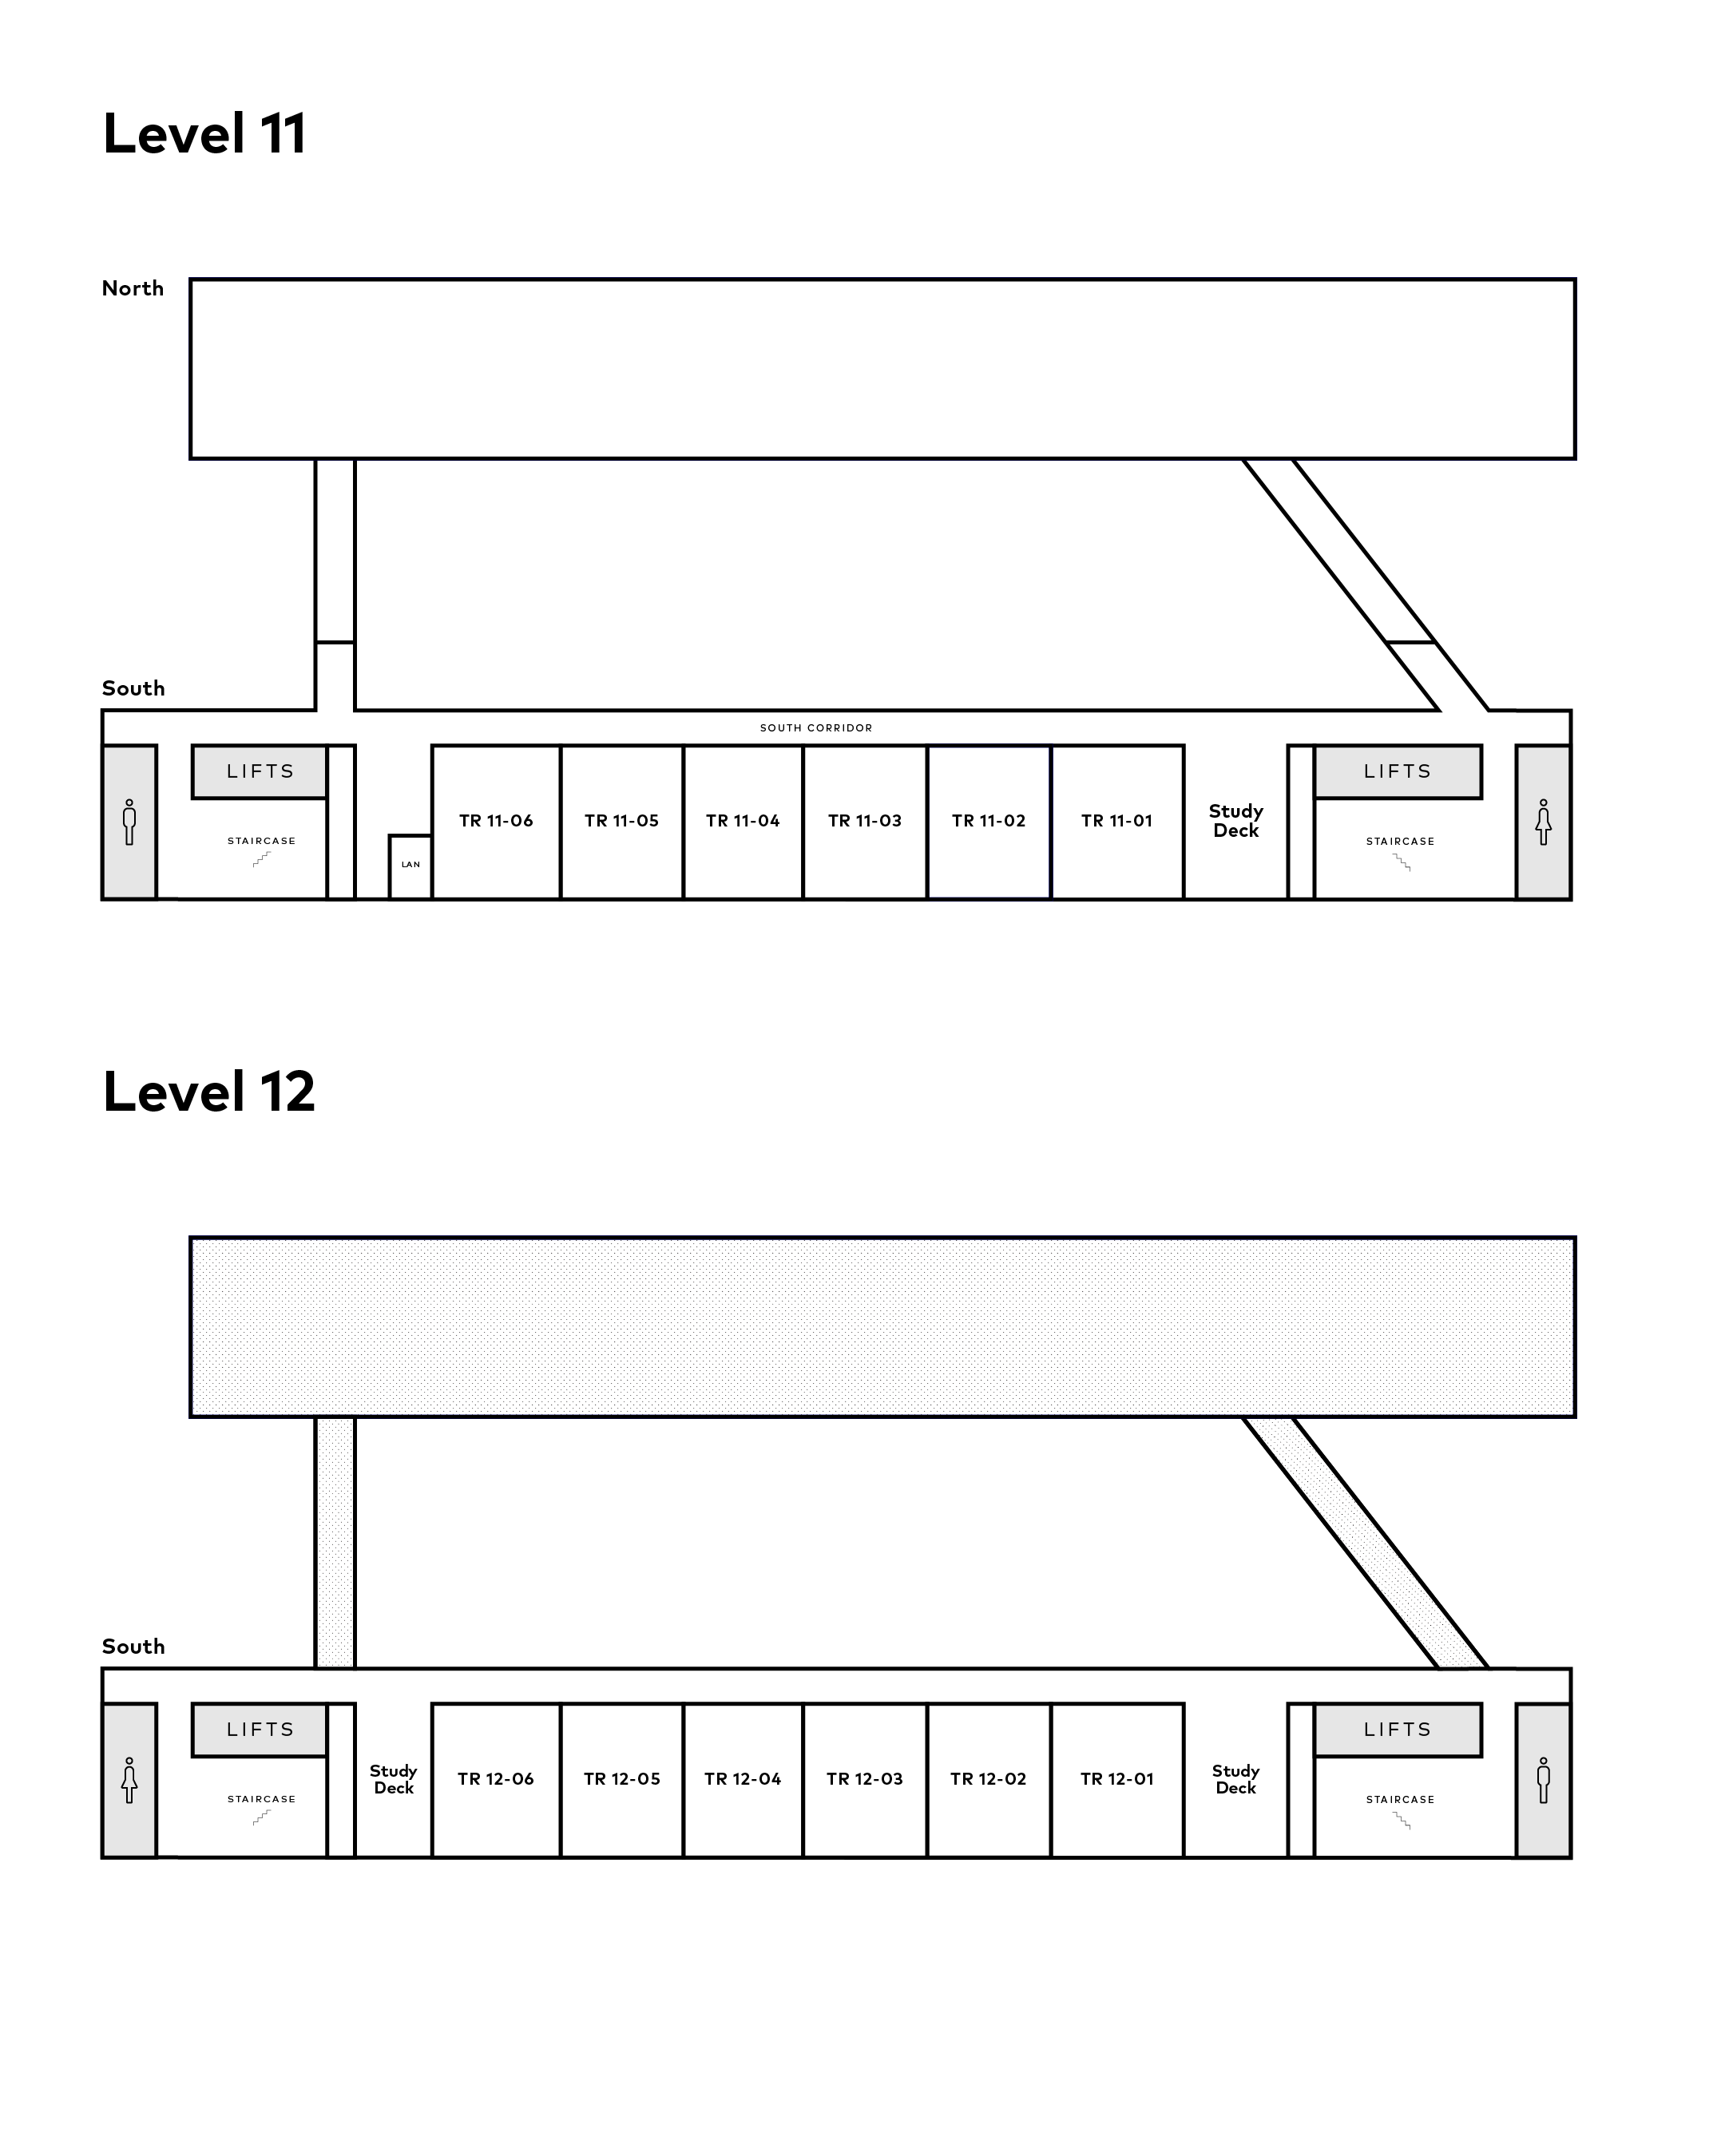 Level 11
North
South
SOUTH CORRIDOR
LIFTS
LIFTS
STAIRCASE
LAN
TR 11-06
TR 11-05
TR 11-04
TR 11-03
TR 11-02
TR 11-01
Study
Deck
STAIRCASE
Level 12
South
LIFTS
LIFTS
STAIRCASE
Study
Deck
TR 12-06
TR 12-05
TR 12-04
TR 12-03
TR 12-02
TR 12-01
Study
Deck
STAIRCASE